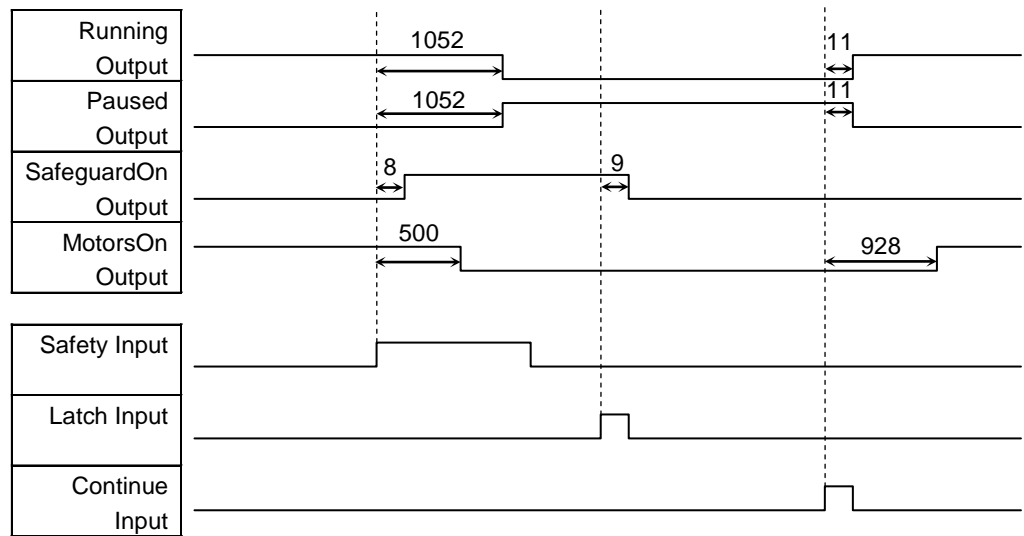 Running
Output
1052
11
Paused
Output
1052
11
SafeguardOn
Output
8
9
MotorsOn
Output
500
928
Safety Input
Latch Input
Continue
Input